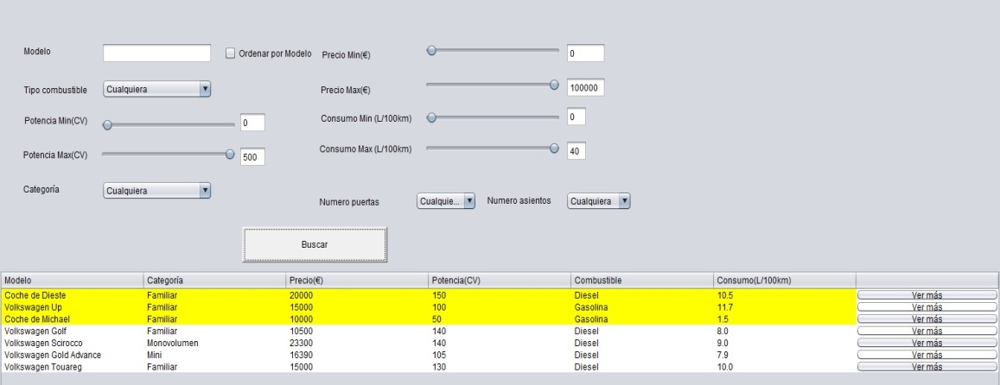 Modelo Ordenar por Modelo Precio Min(€) 0
Tipo combustible Cualquiera Precio Max(€) 100000
Potencia Min(CV) 0 Consumo Min (L/100km) 0
Potencia Max(CV) 500 Consumo Max (L/100km) 40
Categoría Cualquiera Numero puertas Cualquie... Numero asientos Cualquiera
Buscar
Modelo Categoría Precio(€) Potencia(CV) Combustible Consumo(L/100km)
Coche de Dieste Familiar 20000 150 Diesel 10.5 Ver más
Volkswagen Up Familiar 15000 100 Gasolina 11.7 Ver más
Coche de Michael Familiar 10000 50 Gasolina 1.5 Ver más
Volkswagen Golf Familiar 10500 140 Diesel 8.0 Ver más
Volkswagen Scirocco Monovolumen 23300 140 Diesel 9.0 Ver más
Volkswagen Gold Advance Mini 16390 105 Diesel 7.9 Ver más
Volkswagen Touareg Familiar 15000 130 Diesel 10.0 Ver más